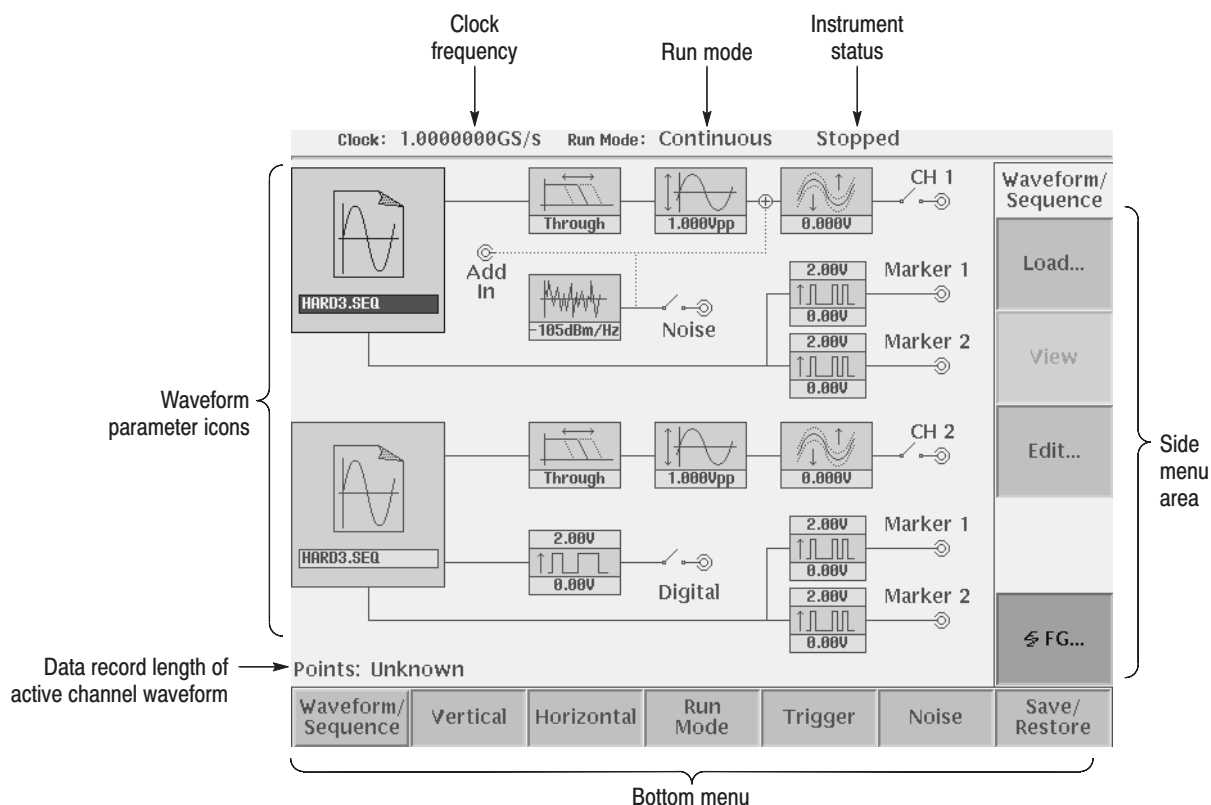 Clock
frequency
Run mode
Instrument
status
Clock: 1.0000000GS/s Run Mode: Continuous Stopped
Waveform/
Sequence
Load...
View
Edit...
FG...
HARD3.SEQ
Through
1.000Vpp
0.000V
CH 1
Add
In
-105dBm/Hz
Noise
2.00V
0.00V
Marker 1
2.00V
0.00V
Marker 2
HARD3.SEQ
Through
1.000Vpp
0.000V
CH 2
2.00V
0.00V
Digital
2.00V
0.00V
Marker 1
2.00V
0.00V
Marker 2
Waveform
parameter icons
Side
menu
area
Data record length of
active channel waveform
Points: Unknown
Waveform/
Sequence
Vertical
Horizontal
Run
Mode
Trigger
Noise
Save/
Restore
Bottom menu